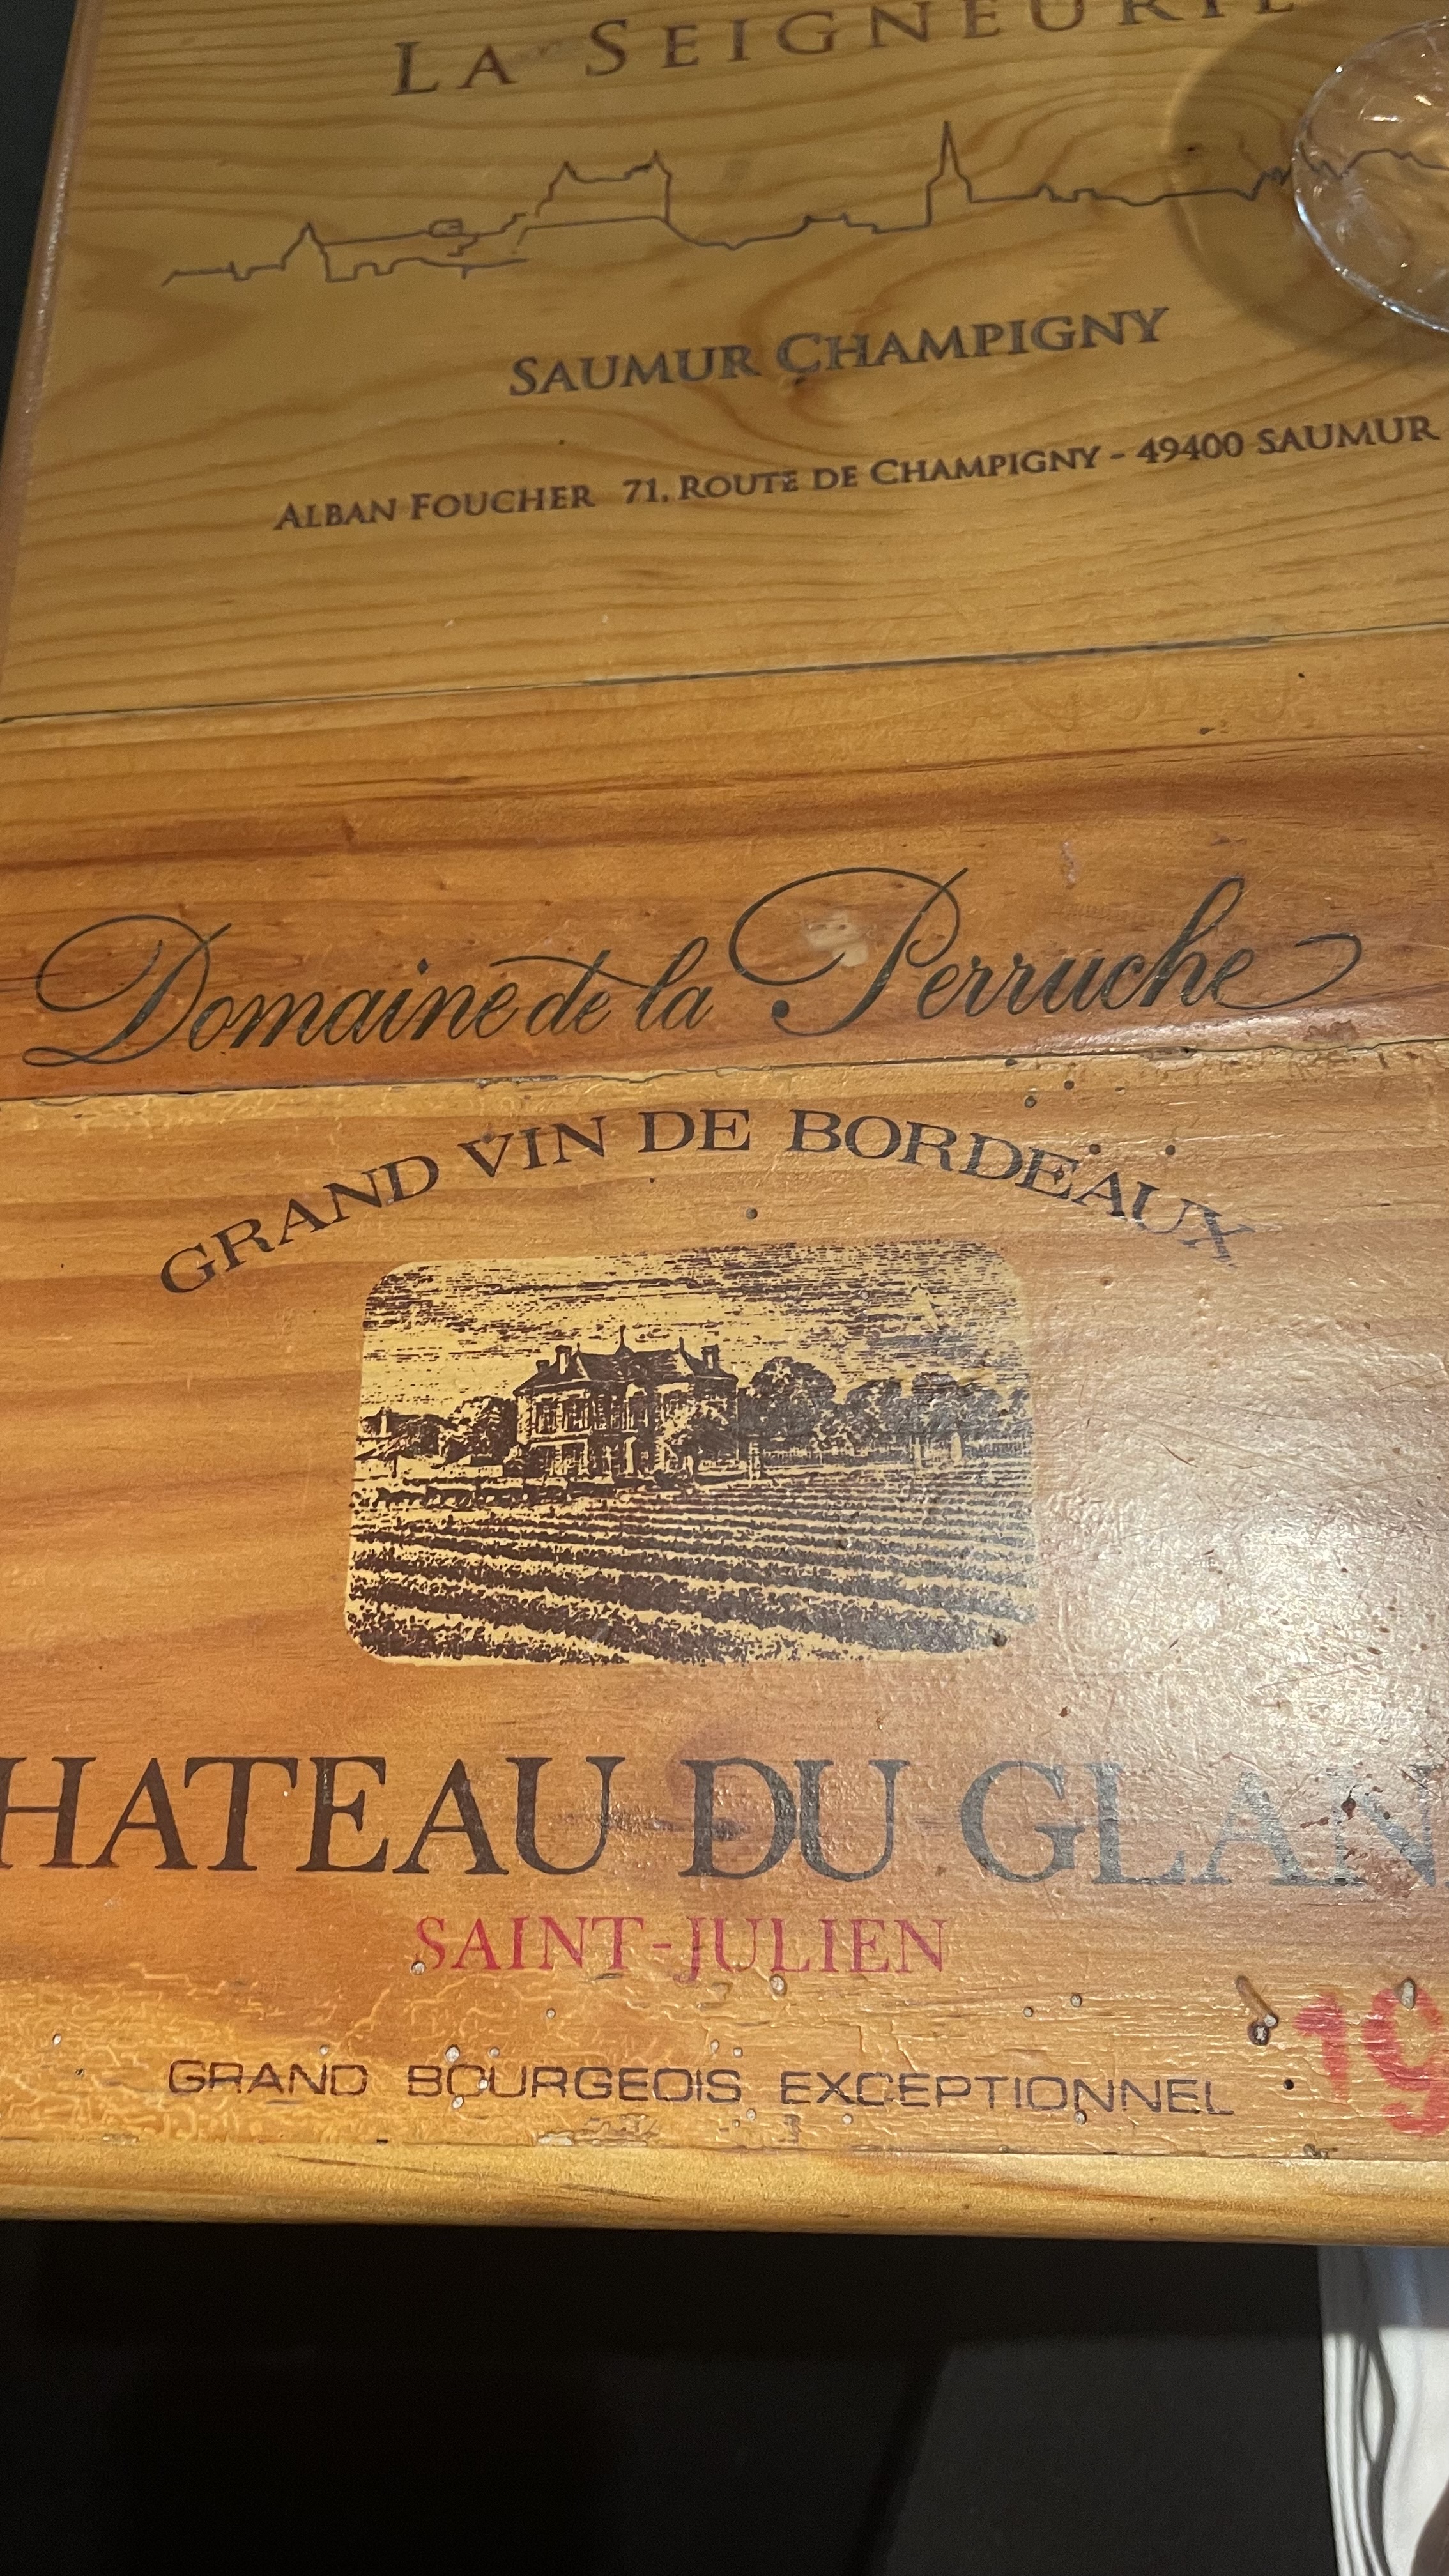 LA SEIGNEURIE
SAUMUR CHAMPIGNY
ALBAN FOUCHER 71, ROUTE DE CHAMPIGNY - 49400 SAUMUR
Domaine de la Perruche
GRAND VIN DE BORDEAUX
HATEAU DU GLAN
SAINT-JULIEN
19
GRAND BOURGEOIS EXCEPTIONNEL